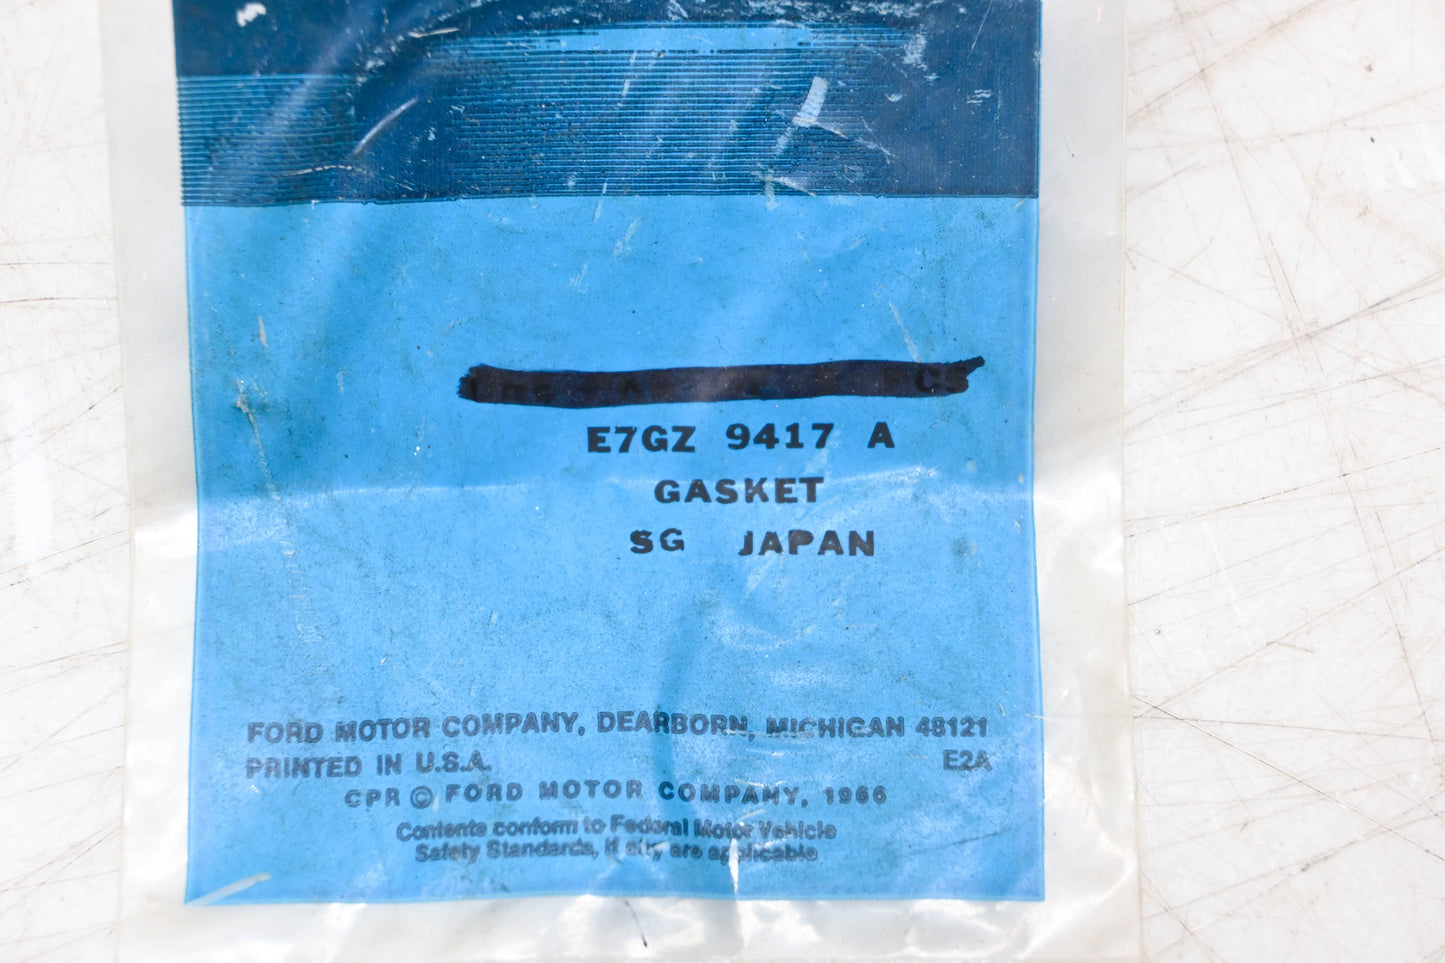 PCS
E7GZ 9417 A
GASKET
SG JAPAN
FORD MOTOR COMPANY, DEARBORN, MICHIGAN 48121
PRINTED IN U.S.A. E2A
CPR © FORD MOTOR COMPANY, 1966
Contents conform to Federal Motor Vehicle
Safety Standards, if any are applicable